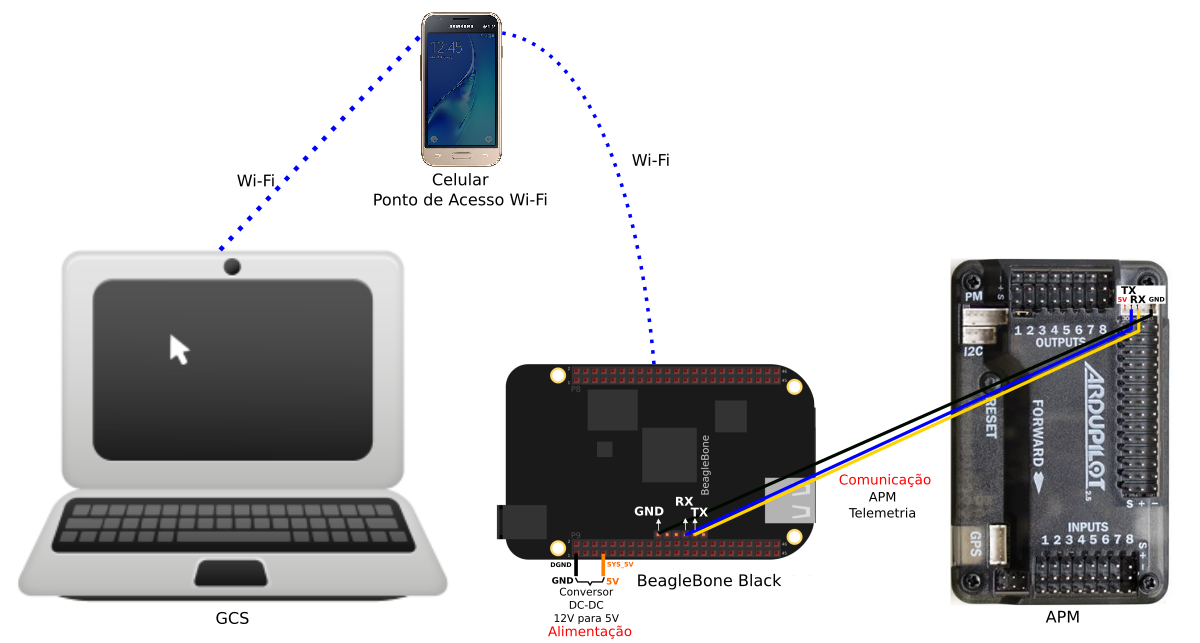 SAMSUNG
12:45
Wi-Fi
Wi-Fi
Celular
Ponto de Acesso Wi-Fi
GCS
P8
BeagleBone
GND
RX
TX
P9
DGND
SYS_5V
GND
5V
Conversor
DC-DC
12V para 5V
Alimentação
BeagleBone Black
Comunicação
APM
Telemetria
PM
- + S
TX
5V
RX
GND
1 2 3 4 5 6 7 8
OUTPUTS
I2C
RESET
FORWARD
ARDUPILOT
2.5
S + -
INPUTS
1 2 3 4 5 6 7 8
GPS
S + -
APM